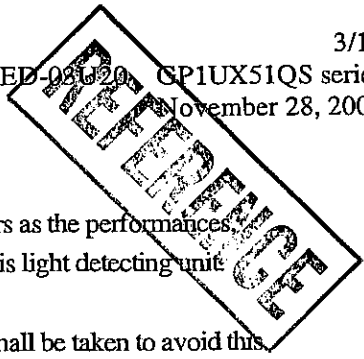 3/1
ED-03U20 GP1UX51QS serie
November 28, 200
REFERENCE
rs as the performances,
is light detecting unit.
hall be taken to avoid this,